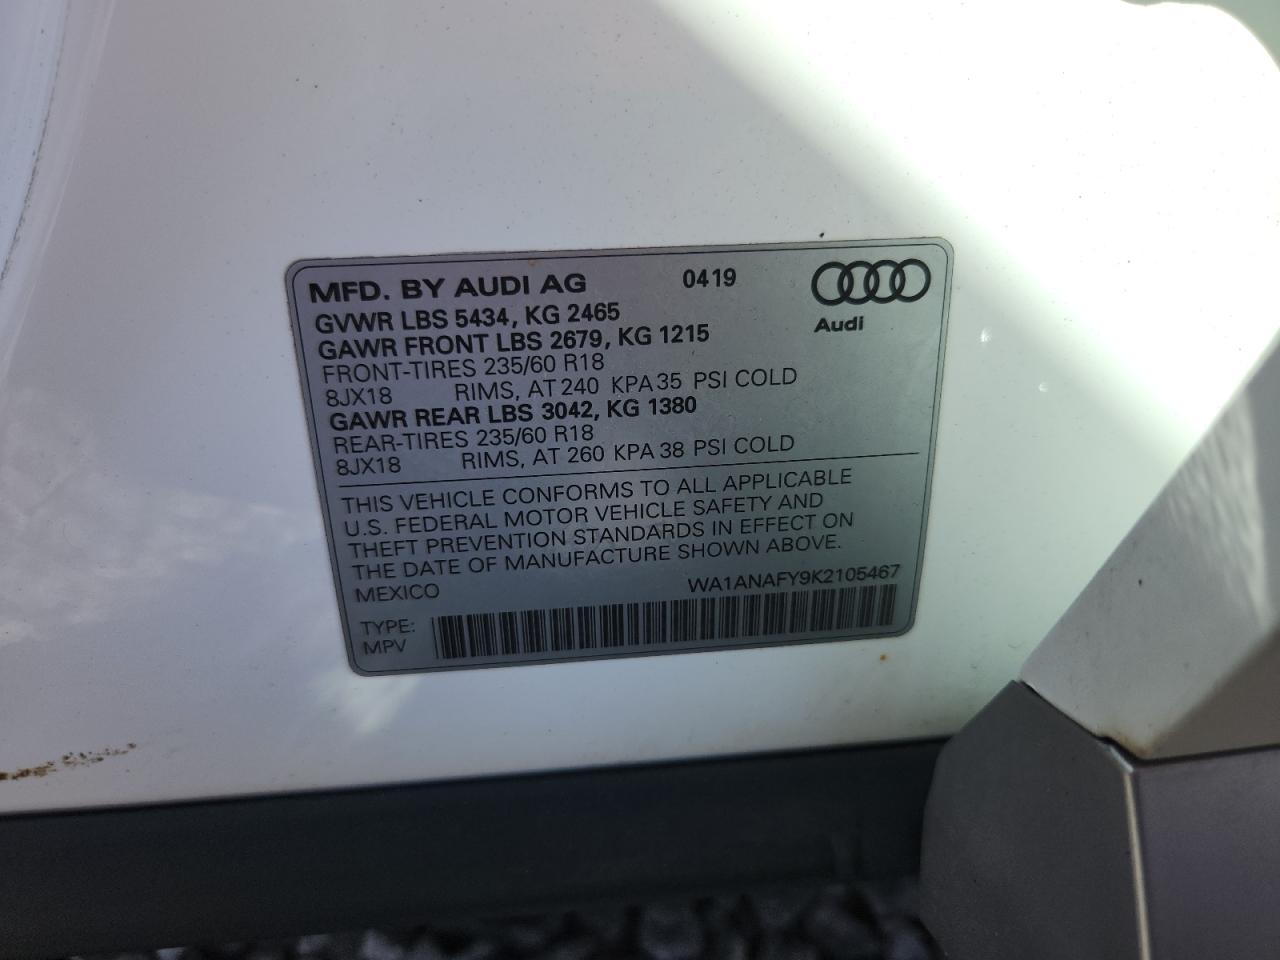 MFD. BY AUDI AG 0419
Audi
GVWR LBS 5434, KG 2465
GAWR FRONT LBS 2679, KG 1215
FRONT-TIRES 235/60 R18
8JX18 RIMS, AT 240 KPA 35 PSI COLD
GAWR REAR LBS 3042, KG 1380
REAR-TIRES 235/60 R18
8JX18 RIMS, AT 260 KPA 38 PSI COLD
THIS VEHICLE CONFORMS TO ALL APPLICABLE
U.S. FEDERAL MOTOR VEHICLE SAFETY AND
THEFT PREVENTION STANDARDS IN EFFECT ON
THE DATE OF MANUFACTURE SHOWN ABOVE.
MEXICO WA1ANAFY9K2105467
TYPE:
MPV